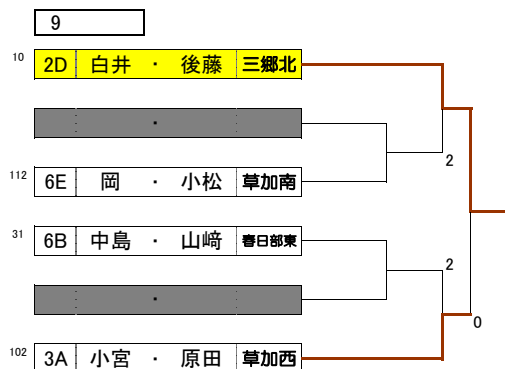 9
10 2D 白井 ・ 後藤 三郷北
・
112 6E 岡 ・ 小松 草加南
2
31 6B 中島 ・ 山﨑 春日部東
2
・
0
102 3A 小宮 ・ 原田 草加西